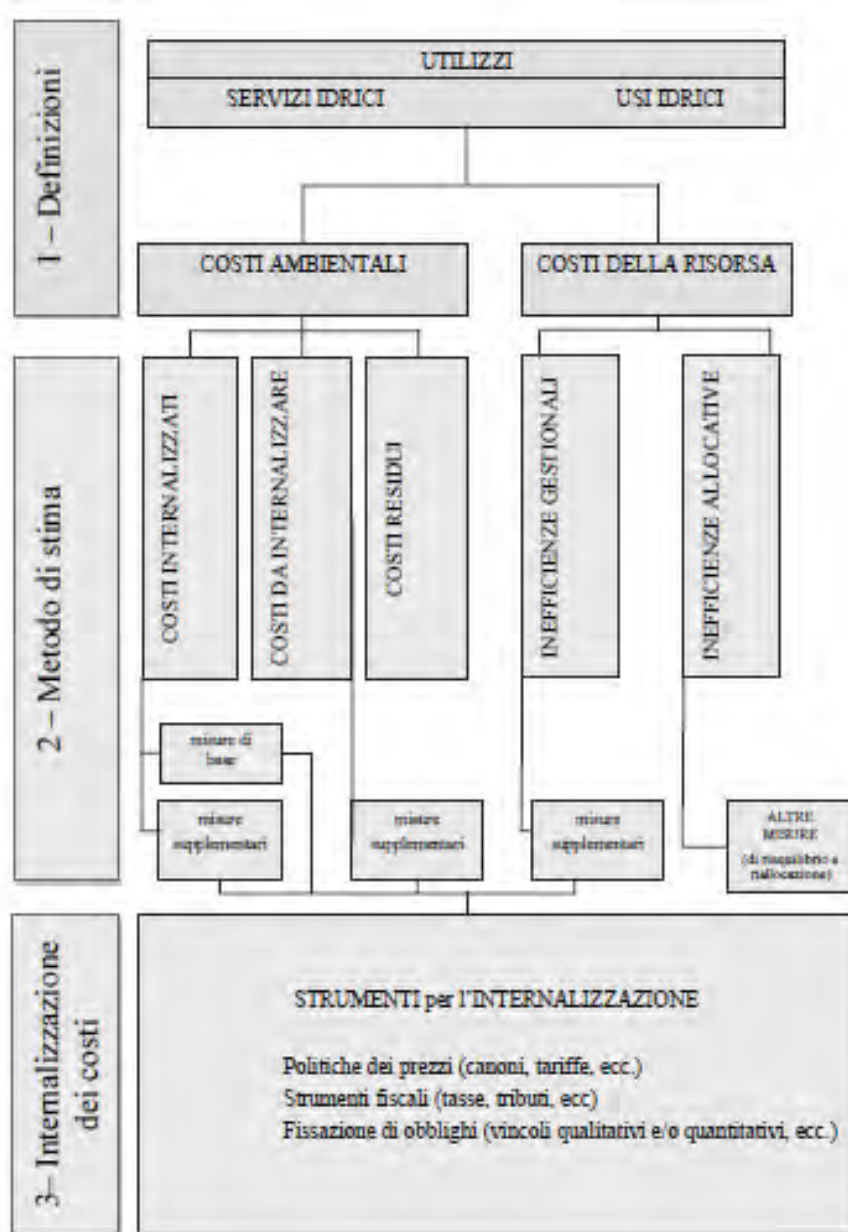 1 – Definizioni
UTILIZZI
SERVIZI IDRICI
USI IDRICI
COSTI AMBIENTALI
COSTI DELLA RISORSA
2 – Metodo di stima
COSTI INTERNALIZZATI
COSTI DA INTERNALIZZARE
COSTI RESIDUI
INEFFICIENZE GESTIONALI
INEFFICIENZE ALLOCATIVE
misure di
base
misure
supplementari
misure
supplementari
misure
supplementari
ALTRE
MISURE
(di riequilibrio e
riallocazione)
3– Internalizzazione
dei costi
STRUMENTI per l'INTERNALIZZAZIONE
Politiche dei prezzi (canoni, tariffe, ecc.)
Strumenti fiscali (tasse, tributi, ecc)
Fissazione di obblighi (vincoli qualitativi e/o quantitativi, ecc.)